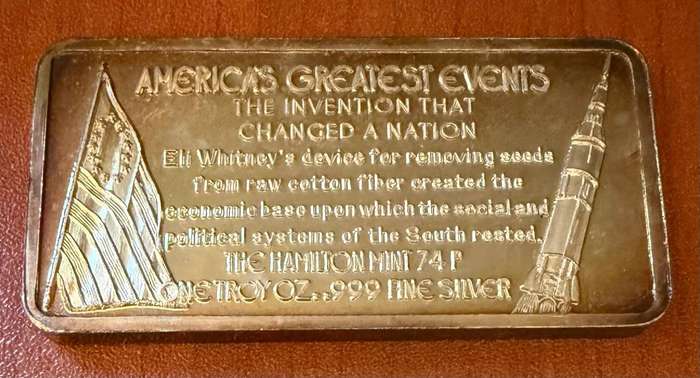 AMERICA'S GREATEST EVENTS
THE INVENTION THAT
CHANGED A NATION
Eli Whitney's device for removing seeds
from raw cotton fiber created the
economic base upon which the social and
political systems of the South rested.
THE HAMILTON MINT 74 P
ONE TROY OZ. .999 FINE SILVER